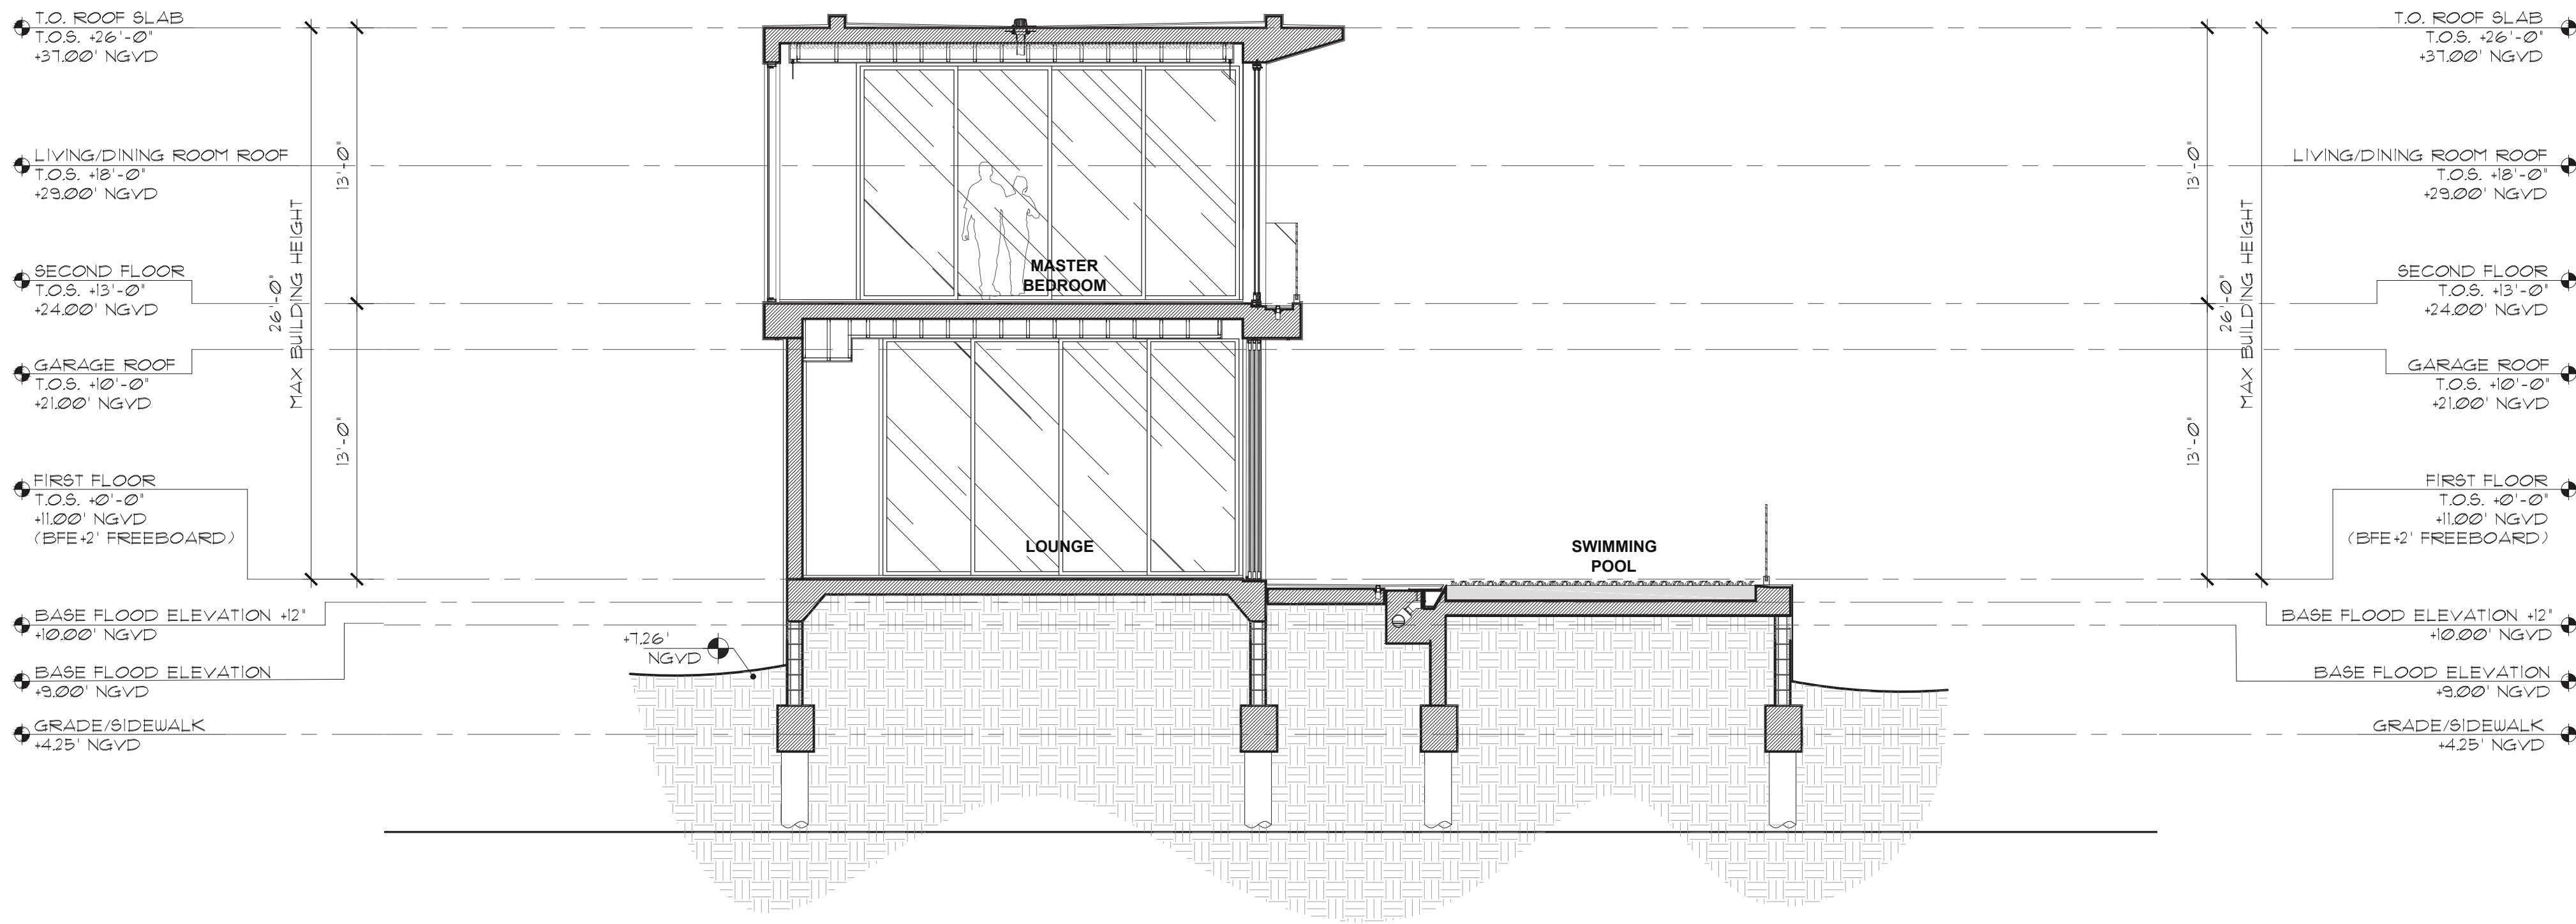 T.O. ROOF SLAB
T.O.S. +26'-0"
+37.00' NGVD
LIVING/DINING ROOM ROOF
T.O.S. +18'-0"
+29.00' NGVD
SECOND FLOOR
T.O.S. +13'-0"
+24.00' NGVD
GARAGE ROOF
T.O.S. +10'-0"
+21.00' NGVD
FIRST FLOOR
T.O.S. +0'-0"
+11.00' NGVD
(BFE+2' FREEBOARD)
BASE FLOOD ELEVATION +12"
+10.00' NGVD
BASE FLOOD ELEVATION
+9.00' NGVD
GRADE/SIDEWALK
+4.25' NGVD
26'-0"
MAX BUILDING HEIGHT
13'-0"
13'-0"
MASTER
BEDROOM
LOUNGE
SWIMMING
POOL
+7.26'
NGVD
13'-0"
13'-0"
26'-0"
MAX BUILDING HEIGHT
T.O. ROOF SLAB
T.O.S. +26'-0"
+37.00' NGVD
LIVING/DINING ROOM ROOF
T.O.S. +18'-0"
+29.00' NGVD
SECOND FLOOR
T.O.S. +13'-0"
+24.00' NGVD
GARAGE ROOF
T.O.S. +10'-0"
+21.00' NGVD
FIRST FLOOR
T.O.S. +0'-0"
+11.00' NGVD
(BFE+2' FREEBOARD)
BASE FLOOD ELEVATION +12"
+10.00' NGVD
BASE FLOOD ELEVATION
+9.00' NGVD
GRADE/SIDEWALK
+4.25' NGVD